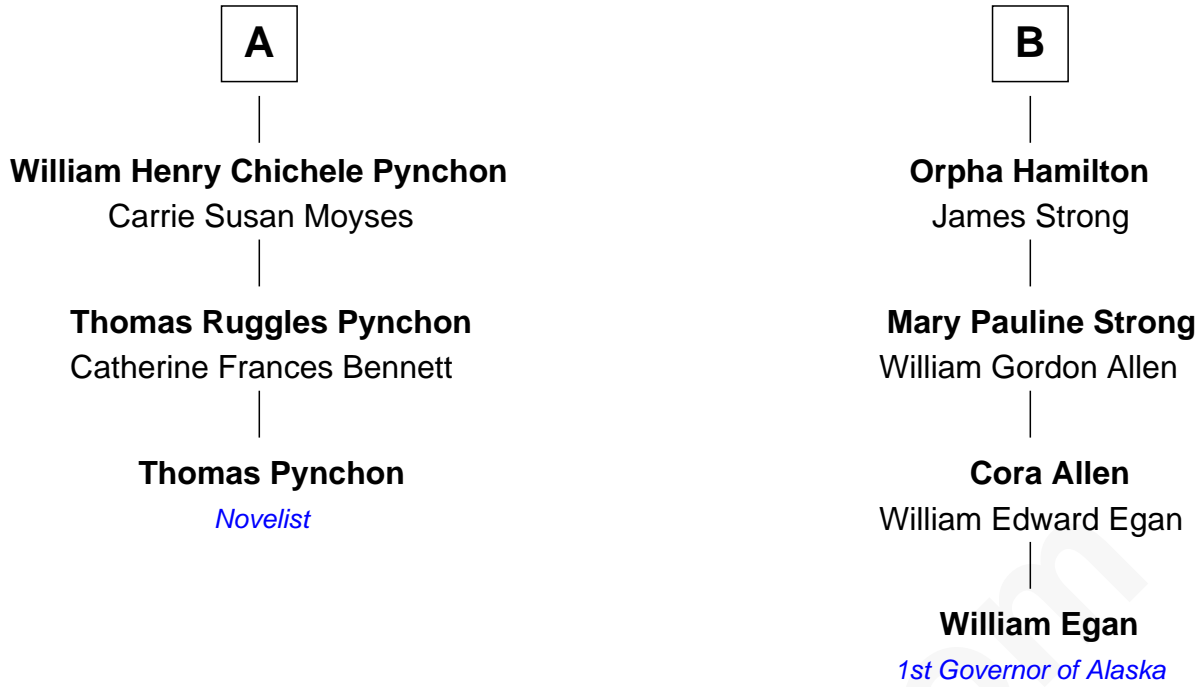 A
William Henry Chichele Pynchon
Carrie Susan Moyses
Thomas Ruggles Pynchon
Catherine Frances Bennett
Thomas Pynchon
Novelist
B
Orpha Hamilton
James Strong
Mary Pauline Strong
William Gordon Allen
Cora Allen
William Edward Egan
William Egan
1st Governor of Alaska